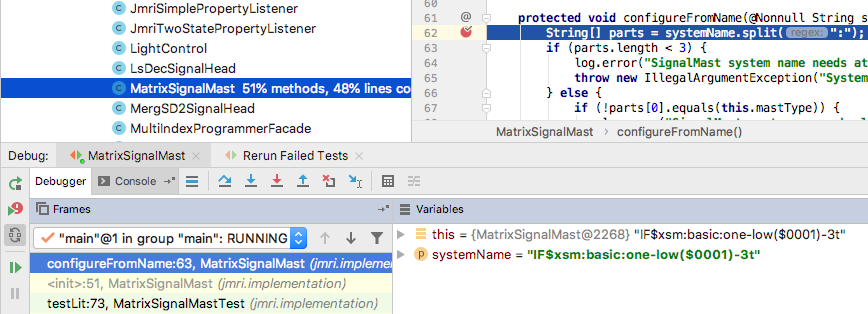 JmriSimplePropertyListener
JmriTwoStatePropertyListener
LightControl
LsDecSignalHead
MatrixSignalMast 51% methods, 48% lines co
MergSD2SignalHead
MultiIndexProgrammerFacade
60
61 @ protected void configureFromName(@Nonnull String s
62 String[] parts = systemName.split( regex: ":");
63 if (parts.length < 3) {
64 log.error("SignalMast system name needs at
65 throw new IllegalArgumentException("System
66 } else {
67 if (!parts[0].equals(this.mastType)) {
MatrixSignalMast › configureFromName()
Debug: MatrixSignalMast × Rerun Failed Tests ×
Debugger Console
Frames
Variables
"main"@1 in group "main": RUNNING
this = {MatrixSignalMast@2268} "IF$xsm:basic:one-low($0001)-3t"
configureFromName:63, MatrixSignalMast (jmri.implemen
systemName = "IF$xsm:basic:one-low($0001)-3t"
<init>:51, MatrixSignalMast (jmri.implementation)
testLit:73, MatrixSignalMastTest (jmri.implementation)